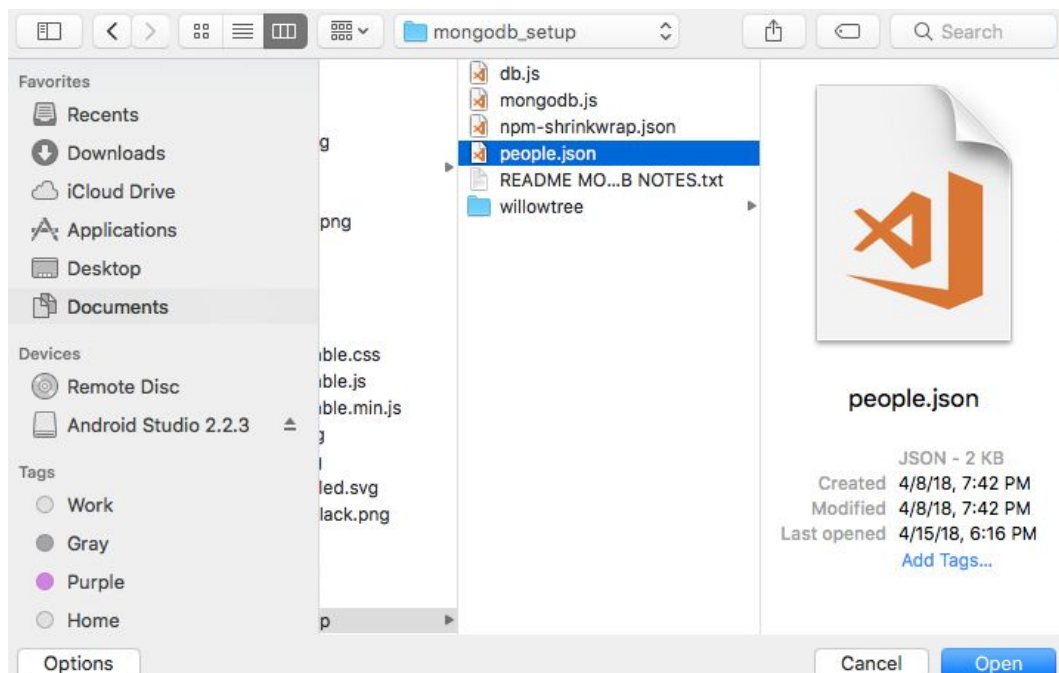 mongodb_setup
Search
Favorites
Recents
Downloads
iCloud Drive
Applications
Desktop
Documents
Devices
Remote Disc
Android Studio 2.2.3
Tags
Work
Gray
Purple
Home
g
png
ble.css
ble.js
ble.min.js
g
led.svg
lack.png
p
db.js
mongodb.js
npm-shrinkwrap.json
people.json
README MO...B NOTES.txt
willowtree
people.json
JSON - 2 KB
Created 4/8/18, 7:42 PM
Modified 4/8/18, 7:42 PM
Last opened 4/15/18, 6:16 PM
Add Tags...
Options
Cancel
Open